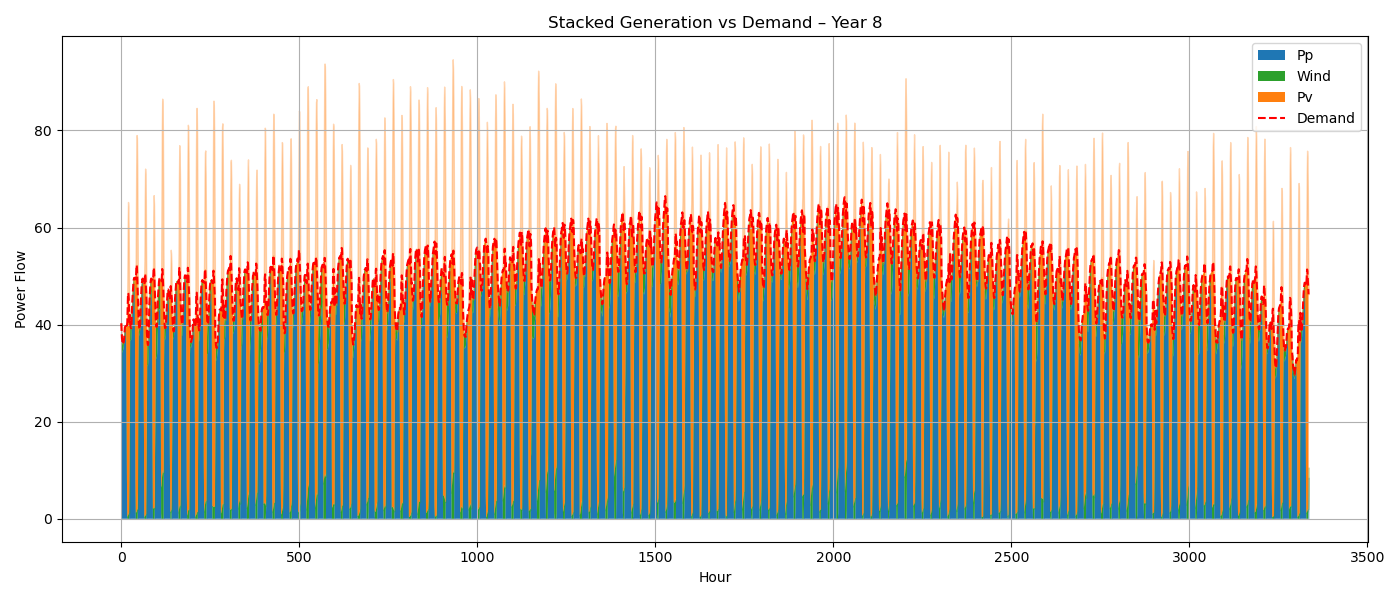 Stacked Generation vs Demand – Year 8
Power Flow
80
60
40
20
0
Pp
Wind
Pv
Demand
0 500 1000 1500 2000 2500 3000 3500
Hour